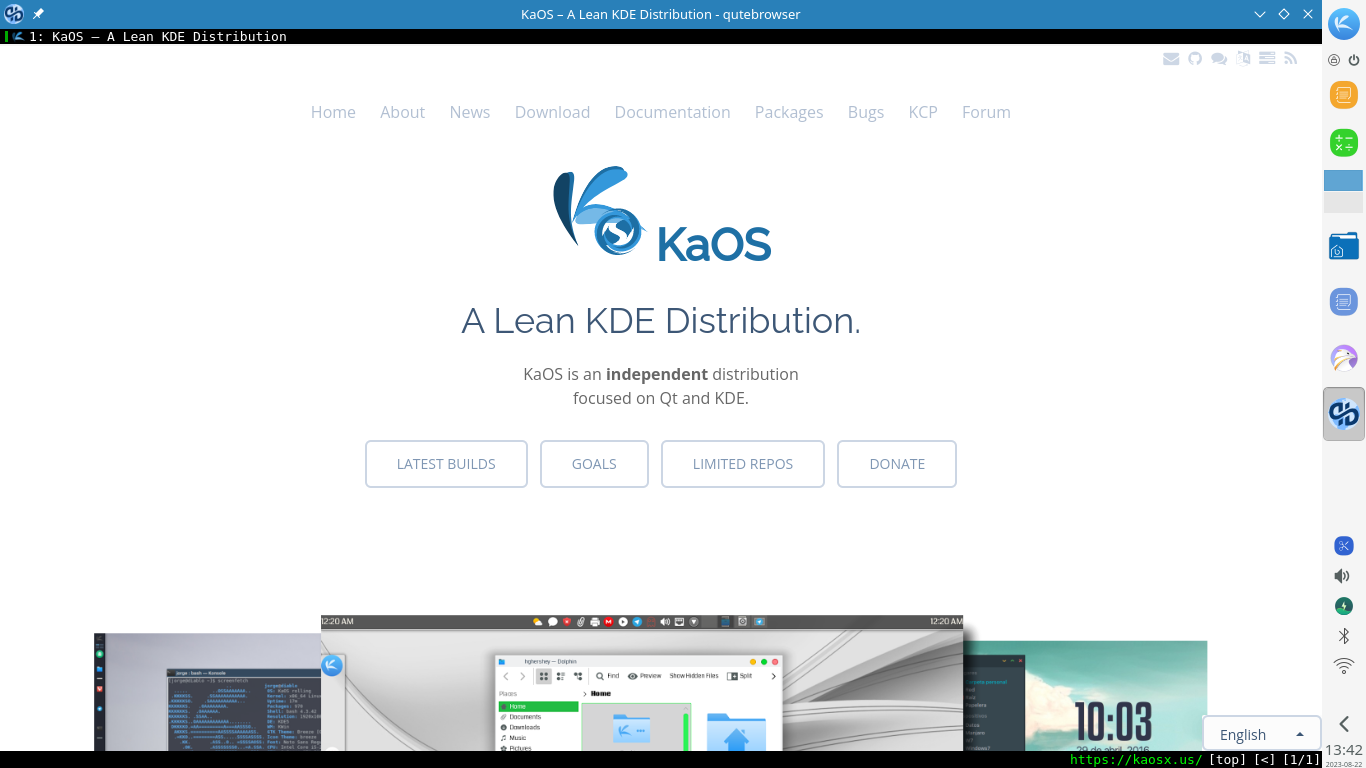 KaOS – A Lean KDE Distribution - qutebrowser
1: KaOS – A Lean KDE Distribution
Home About News Download Documentation Packages Bugs KCP Forum
KaOS
A Lean KDE Distribution.
KaOS is an independent distribution
focused on Qt and KDE.
LATEST BUILDS GOALS LIMITED REPOS DONATE
12:20 AM 12:20 AM
highershey — Dolphin
Find Preview Show Hidden Files Split
Places
Home
Home
Documents
Downloads
Music
Pictures
jorge : bash — Konsole
10:03
29 de abril, 2016
English
https://kaosx.us/ [top] [<] [1/1]
13:42
2023-08-22